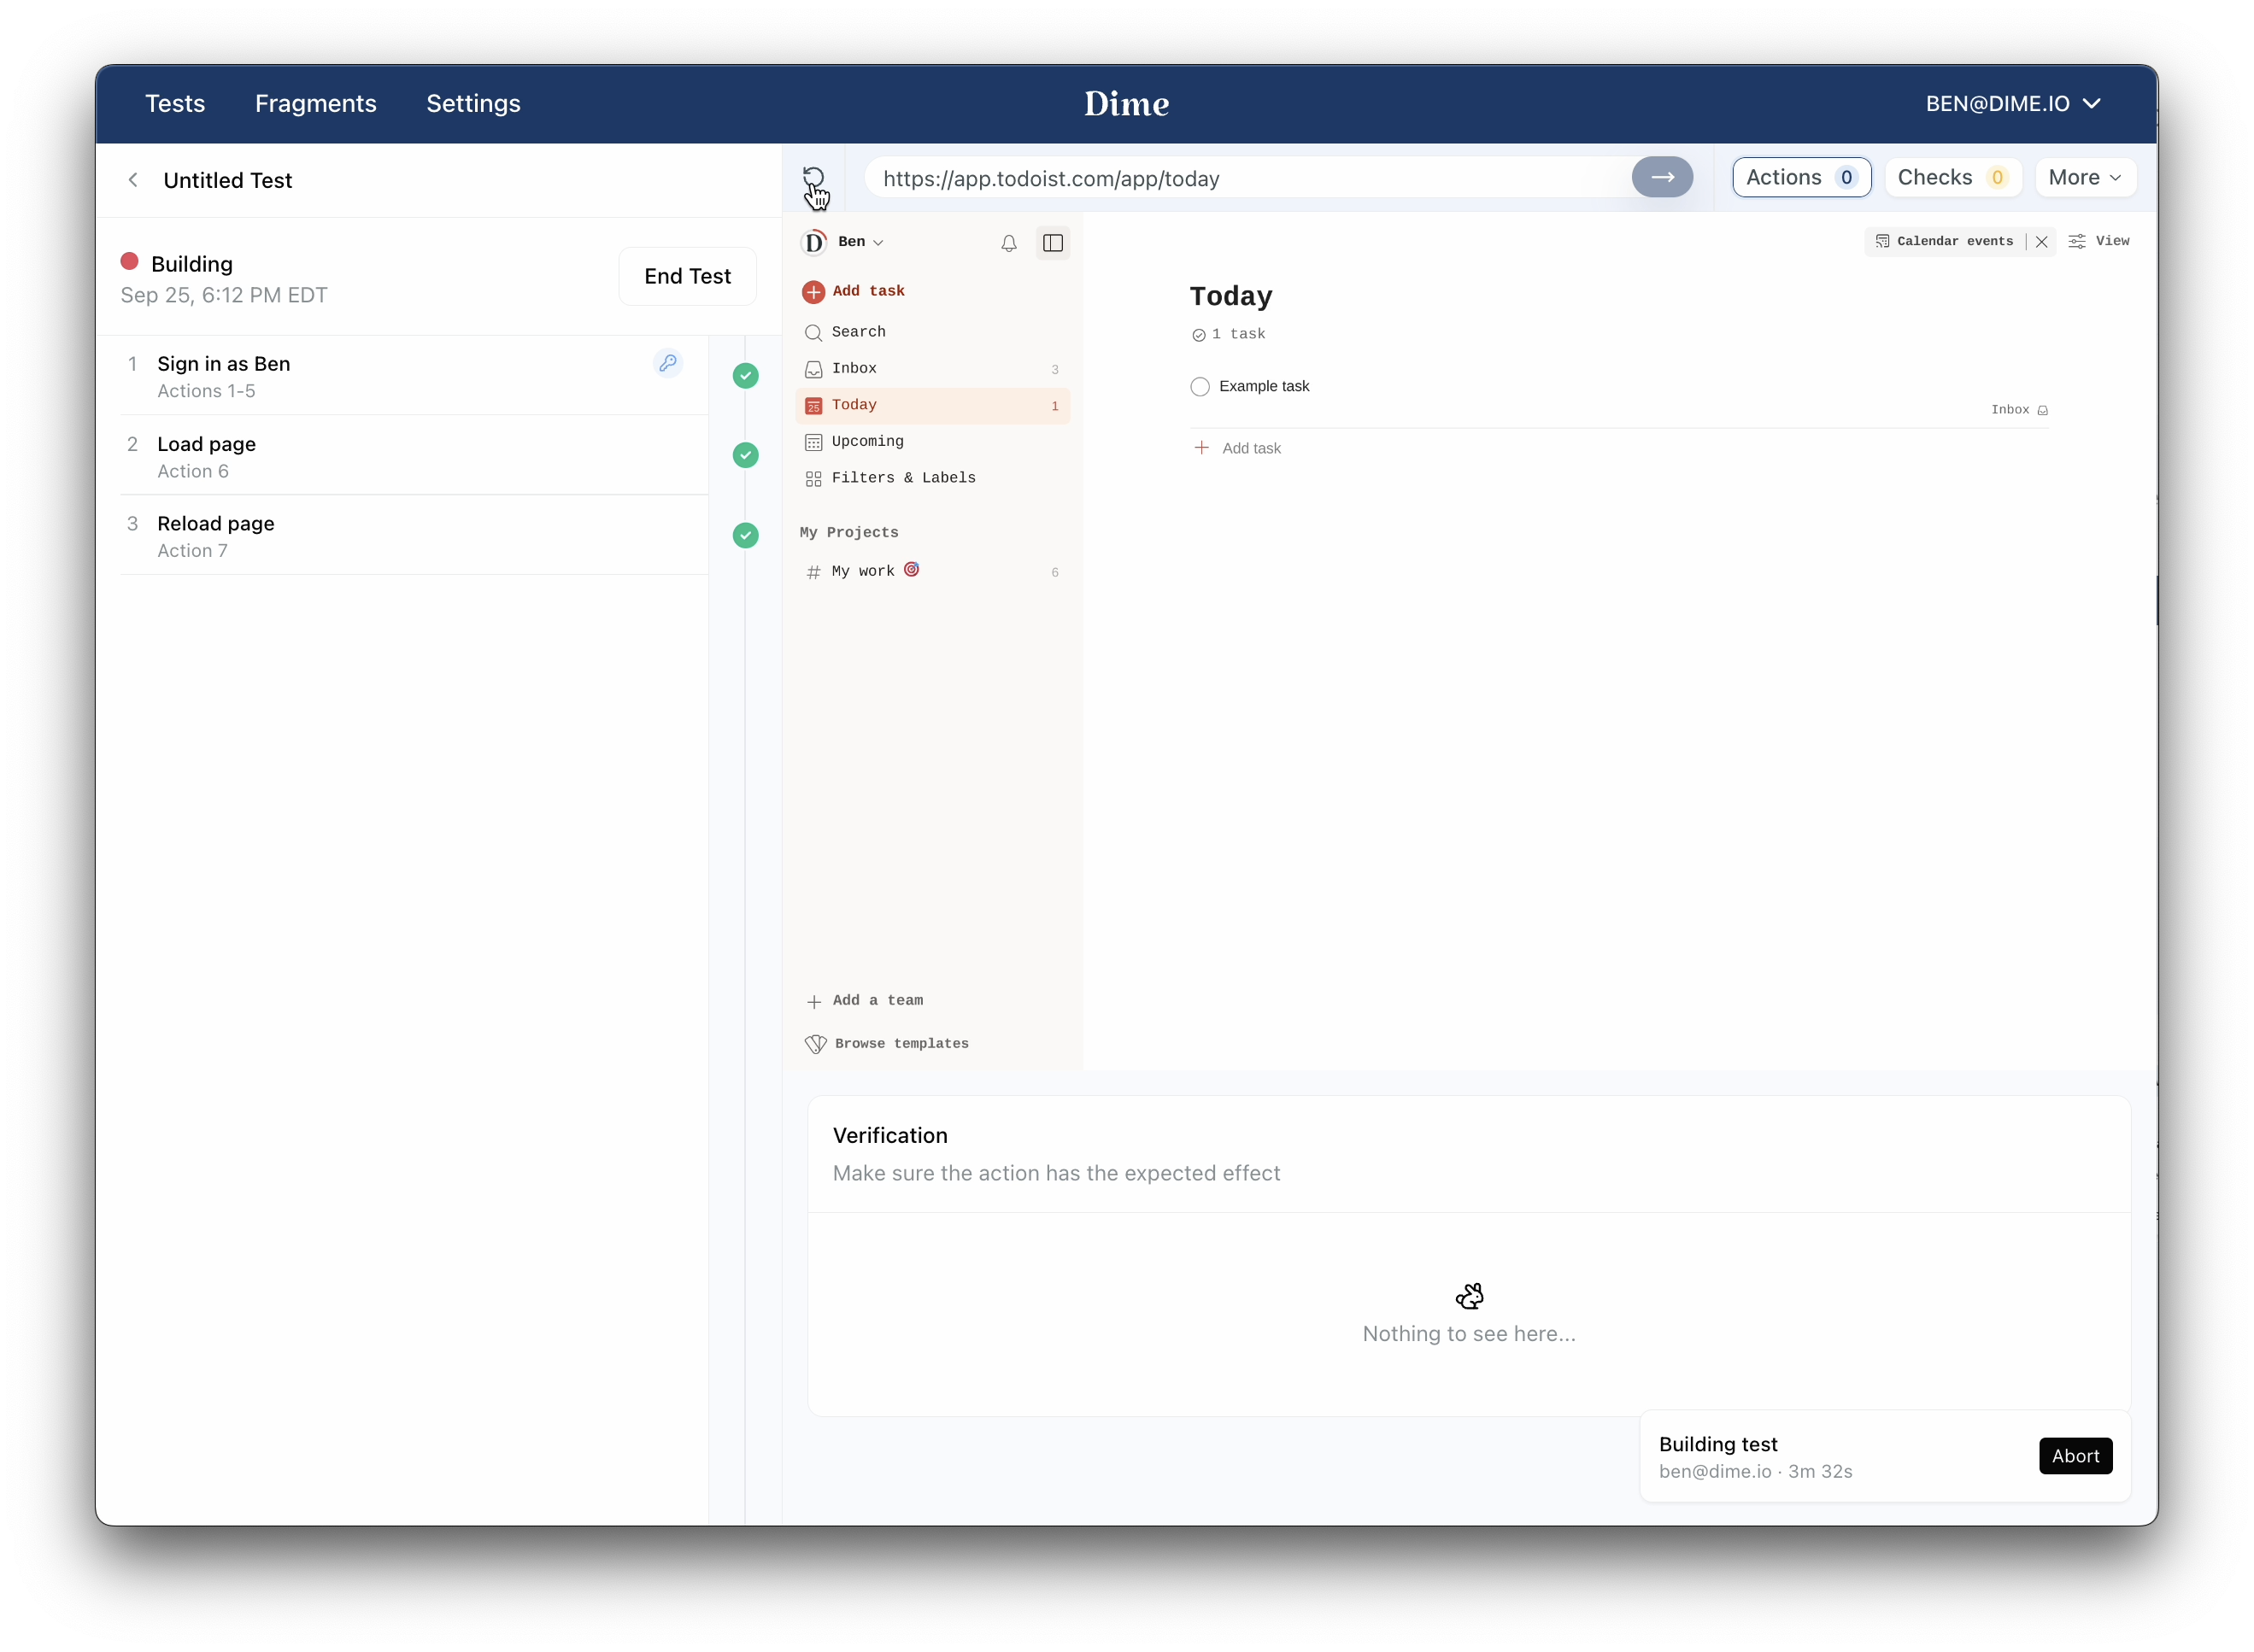 Tests
Fragments
Settings
Dime
BEN@DIME.IO
Untitled Test
https://app.todoist.com/app/today
Actions 0
Checks 0
More
Building
Sep 25, 6:12 PM EDT
End Test
1 Sign in as Ben
Actions 1-5
2 Load page
Action 6
3 Reload page
Action 7
D Ben
Add task
Search
Inbox 3
25 Today 1
Upcoming
Filters & Labels
My Projects
# My work 6
Add a team
Browse templates
Calendar events
View
Today
1 task
Example task
Inbox
Add task
Verification
Make sure the action has the expected effect
Nothing to see here...
Building test
ben@dime.io · 3m 32s
Abort